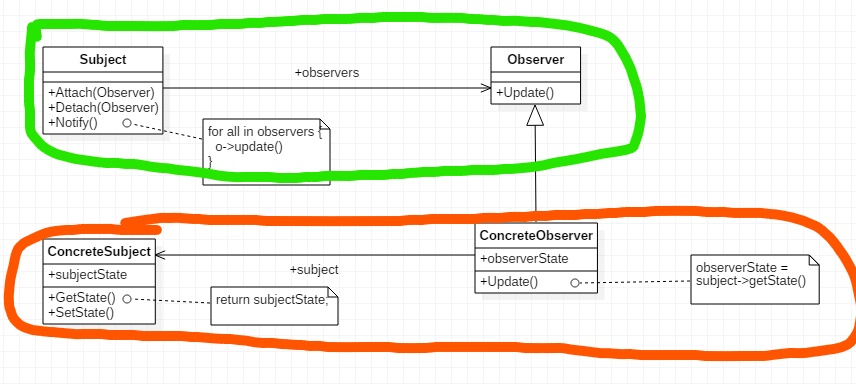 Subject
+Attach(Observer)
+Detach(Observer)
+Notify()
+observers
Observer
+Update()
for all in observers {
o->update()
}
ConcreteSubject
+subjectState
+GetState()
+SetState()
+subject
return subjectState;
ConcreteObserver
+observerState
+Update()
observerState =
subject->getState()